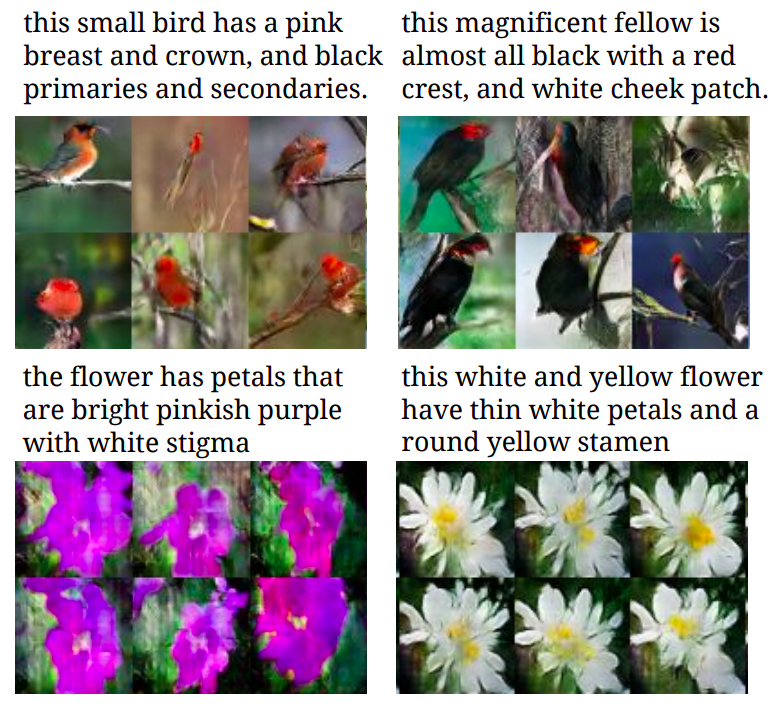 this small bird has a pink
breast and crown, and black
primaries and secondaries.
this magnificent fellow is
almost all black with a red
crest, and white cheek patch.
the flower has petals that
are bright pinkish purple
with white stigma
this white and yellow flower
have thin white petals and a
round yellow stamen